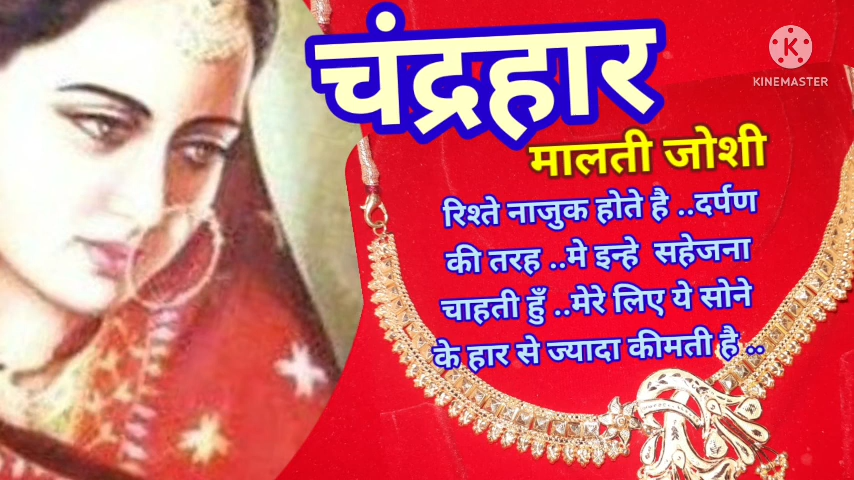 चंद्रहार
KINEMASTER
मालती जोशी
रिश्ते नाजुक होते है ..दर्पण
की तरह ..मे इन्हे सहेजना
चाहती हुँ ..मेरे लिए ये सोने
के हार से ज्यादा कीमती है ..